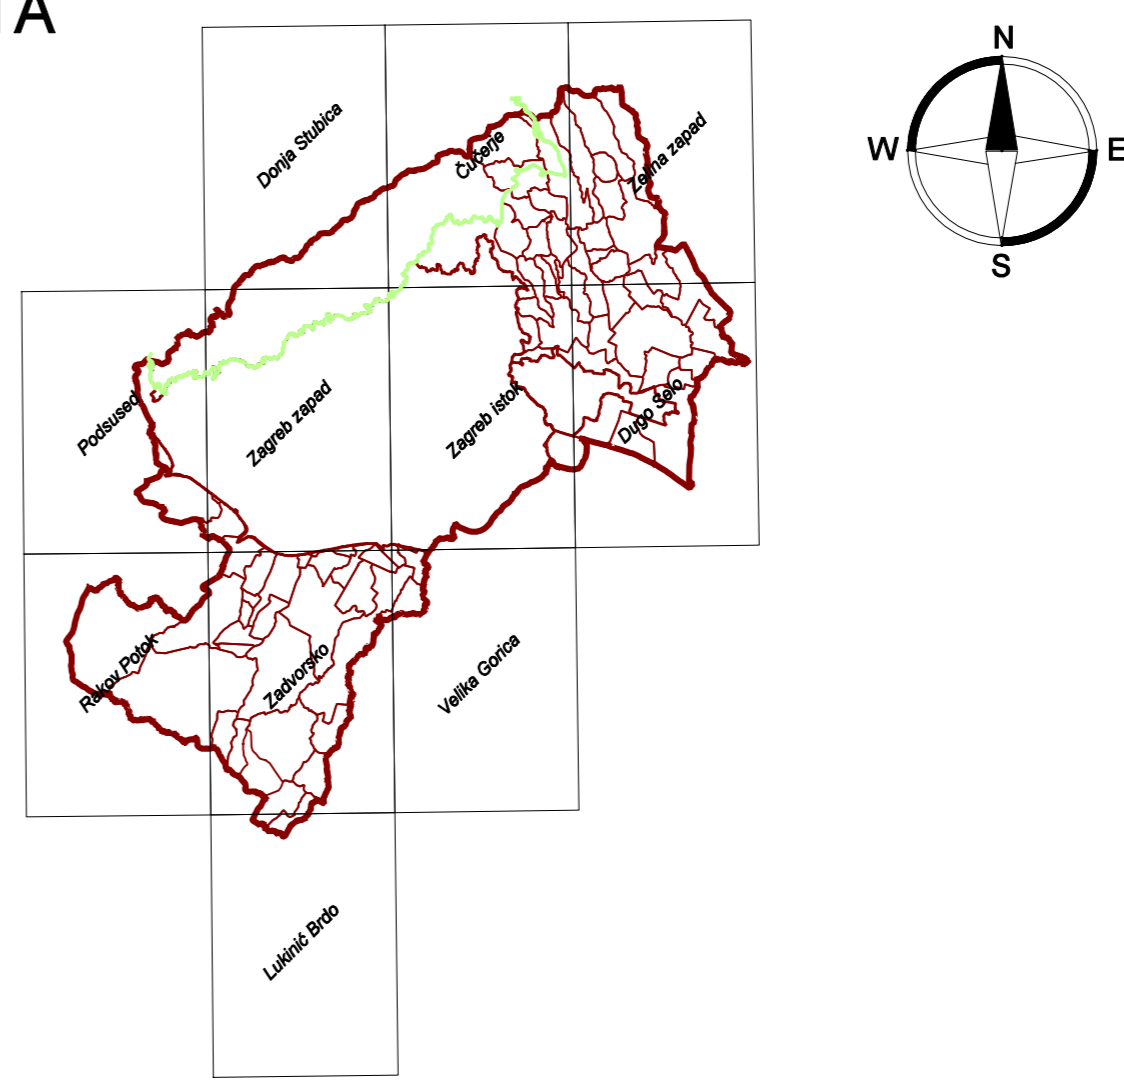 A
N
W
E
S
Donja Stubica
Čučerje
Zelina zapad
Podsused
Zagreb zapad
Zagreb istok
Dugo Selo
Rakov Potok
Zadvorsko
Velika Gorica
Lukinić Brdo